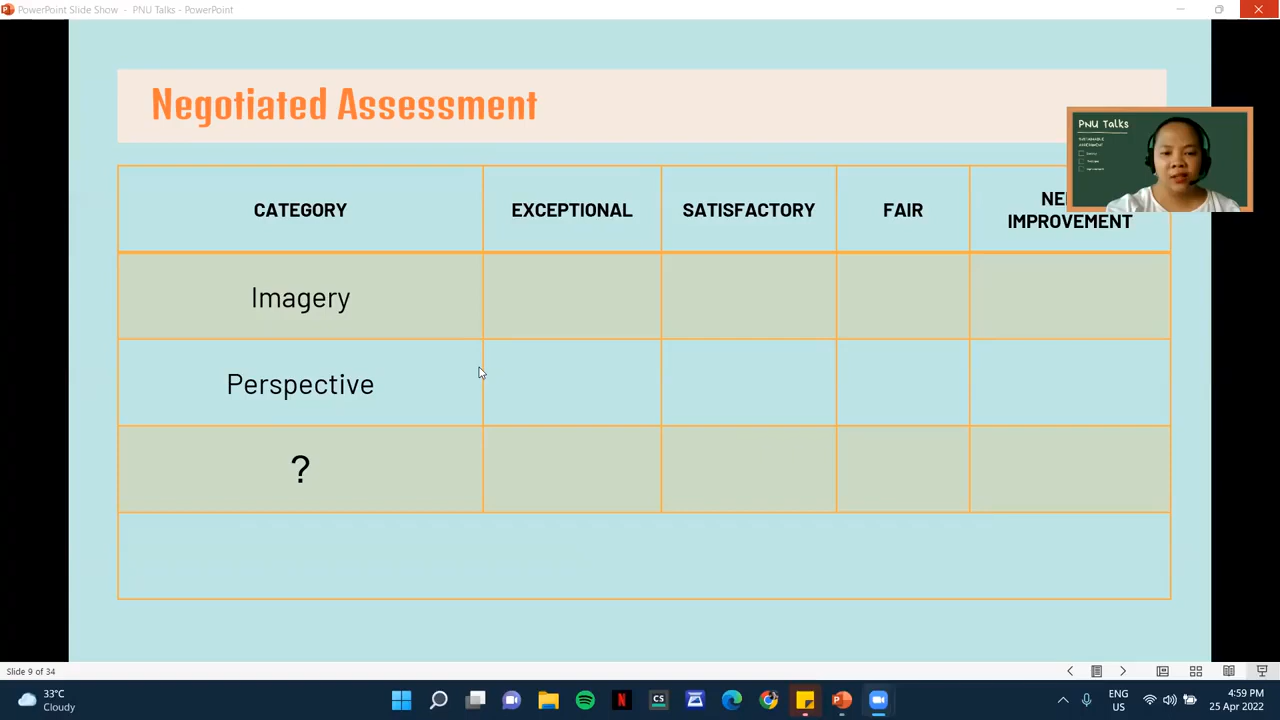 PowerPoint Slide Show - PNU Talks - PowerPoint
Negotiated Assessment
PNU Talks
CATEGORY
EXCEPTIONAL
SATISFACTORY
FAIR
IMPROVEMENT
Imagery
Perspective
?
Slide 9 of 34
33°C
Cloudy
CS
ENG
US
4:59 PM
25 Apr 2022